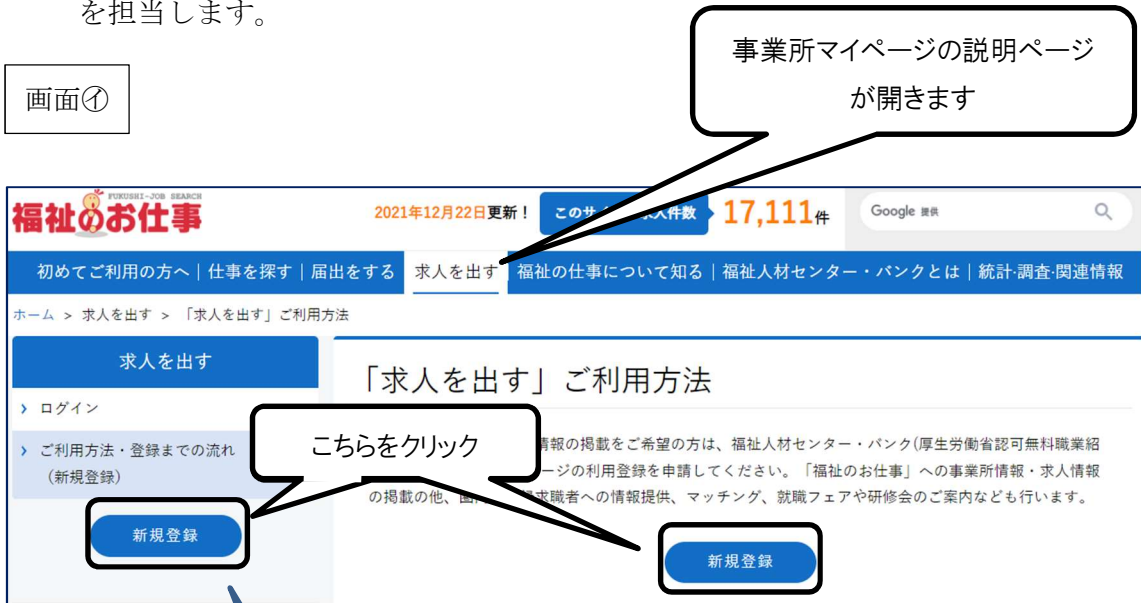 を担当します。
事業所マイページの説明ページ
が開きます
画面㋑
FUKUSHI-JOB SEARCH
福祉のお仕事
2021年12月22日更新！
このサ
求人件数
17,111件
Google 提供
初めてご利用の方へ｜仕事を探す｜届出をする
求人を出す
福祉の仕事について知る｜福祉人材センター・バンクとは｜統計·調査·関連情報
ホーム > 求人を出す > 「求人を出す」ご利用方法
求人を出す
> ログイン
> ご利用方法・登録までの流れ
（新規登録）
新規登録
「求人を出す」ご利用方法
こちらをクリック
情報の掲載をご希望の方は、福祉人材センター・バンク(厚生労働省認可無料職業紹
ージの利用登録を申請してください。「福祉のお仕事」への事業所情報・求人情報
の掲載の他、
求職者への情報提供、マッチング、就職フェアや研修会のご案内なども行います。
新規登録